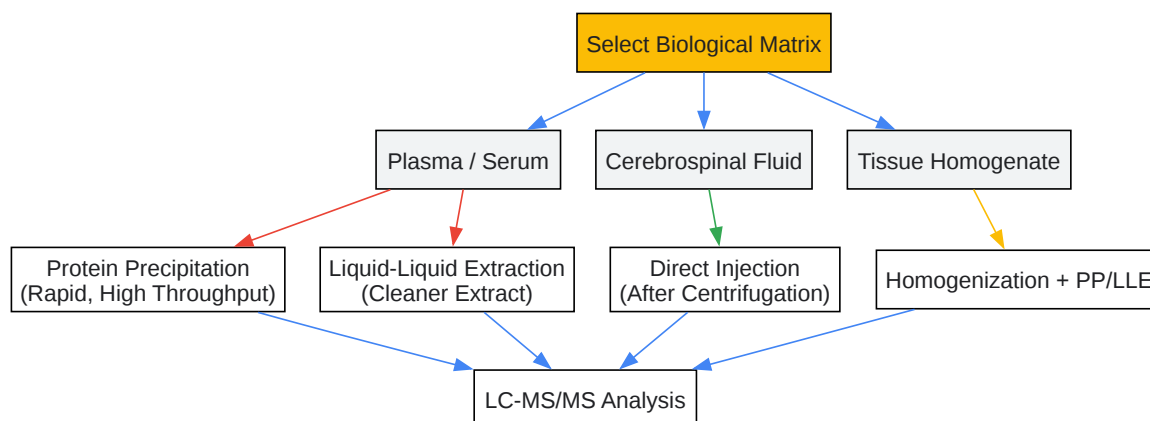 Select Biological Matrix
Plasma / Serum
Cerebrospinal Fluid
Tissue Homogenate
Protein Precipitation
(Rapid, High Throughput)
Liquid-Liquid Extraction
(Cleaner Extract)
Direct Injection
(After Centrifugation)
Homogenization + PP/LLE
LC-MS/MS Analysis